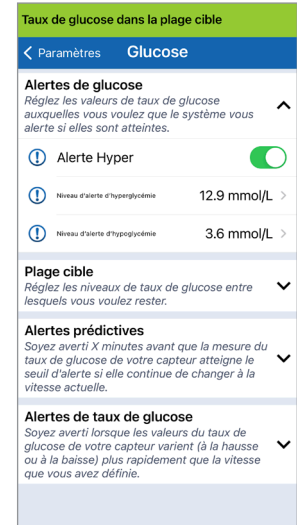 Taux de glucose dans la plage cible
Paramètres Glucose
Alertes de glucose
Réglez les valeurs de taux de glucose
auxquelles vous voulez que le système vous
alerte si elles sont atteintes.
Alerte Hyper
Niveau d'alerte d'hyperglycémie 12.9 mmol/L
Niveau d'alerte d'hypoglycémie 3.6 mmol/L
Plage cible
Réglez les niveaux de taux de glucose entre
lesquels vous voulez rester.
Alertes prédictives
Soyez averti X minutes avant que la mesure du
taux de glucose de votre capteur atteigne le
seuil d'alerte si elle continue de changer à la
vitesse actuelle.
Alertes de taux de glucose
Soyez averti lorsque les valeurs du taux de
glucose de votre capteur varient (à la hausse
ou à la baisse) plus rapidement que la vitesse
que vous avez définie.